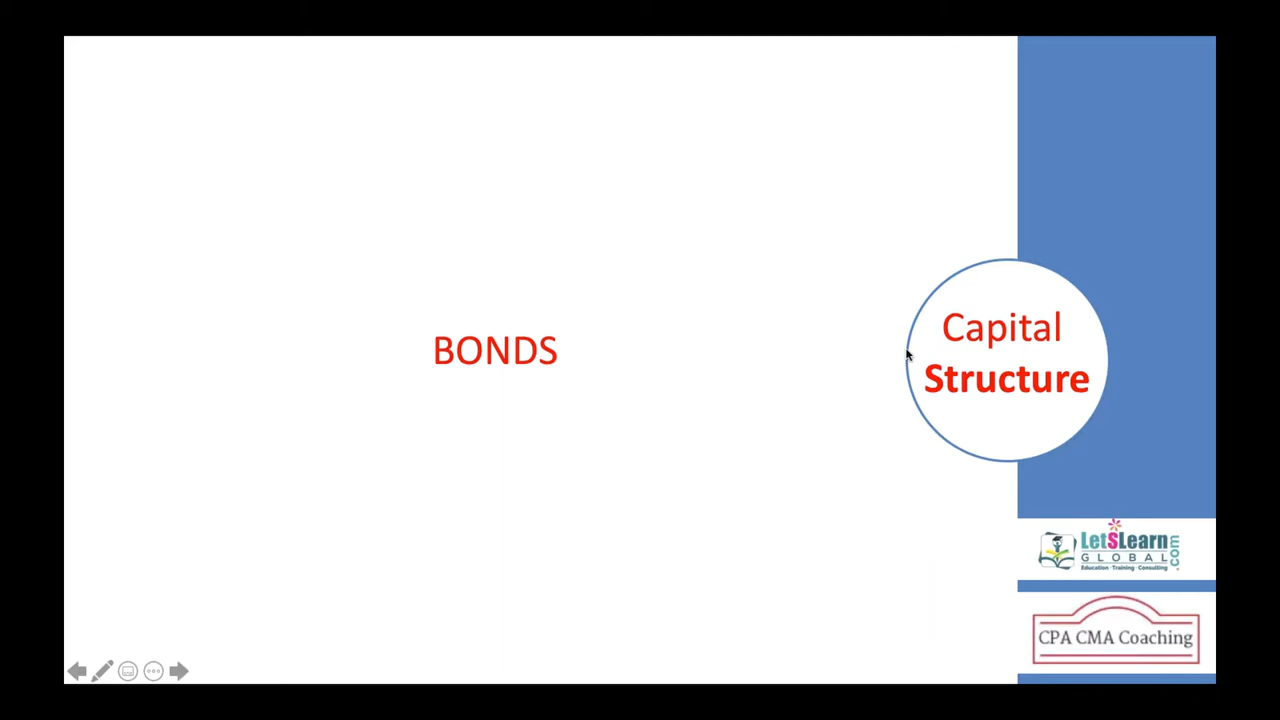 BONDS
Capital
Structure
LetSLearn
GLOBAL
.com
Education - Training - Consulting
CPA CMA Coaching